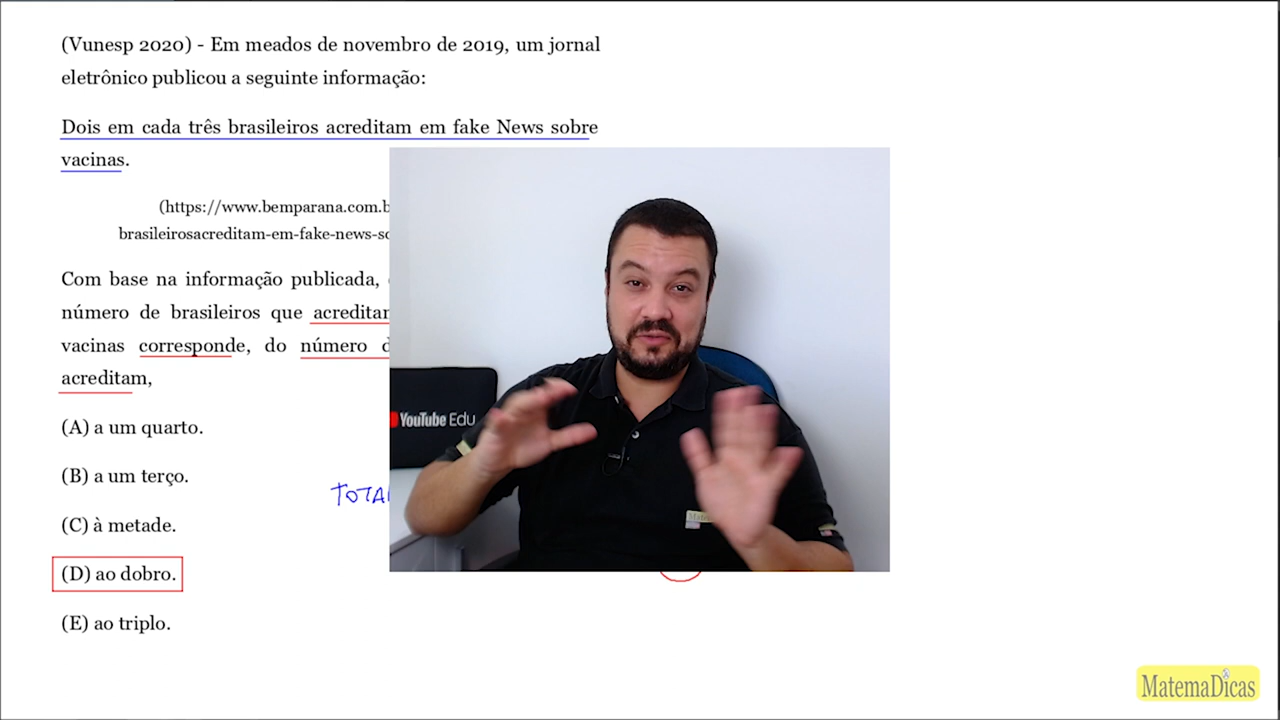 (Vunesp 2020) - Em meados de novembro de 2019, um jornal
eletrônico publicou a seguinte informação:
Dois em cada três brasileiros acreditam em fake News sobre
vacinas.
(https://www.bemparana.com.b
brasileirosacreditam-em-fake-news-so
Com base na informação publicada,
número de brasileiros que acreditam
vacinas corresponde, do número d
acreditam,
(A) a um quarto.
(B) a um terço.
TOTAL
(C) à metade.
(D) ao dobro.
(E) ao triplo.
YouTube Edu
MatemaDicas